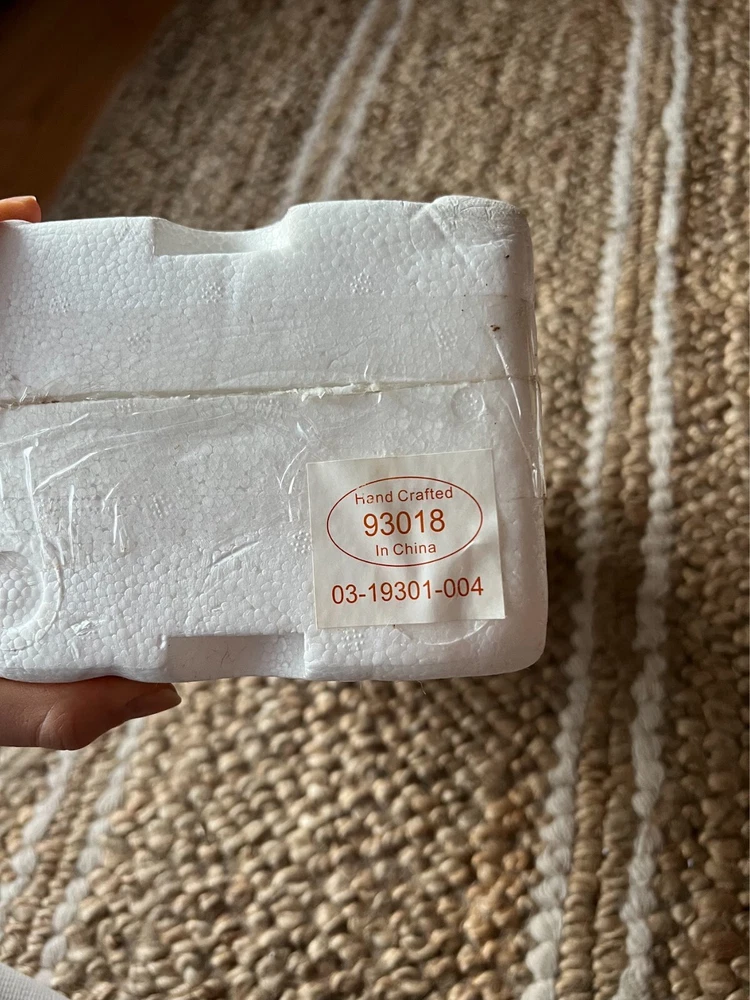 Hand Crafted
93018
In China
03-19301-004